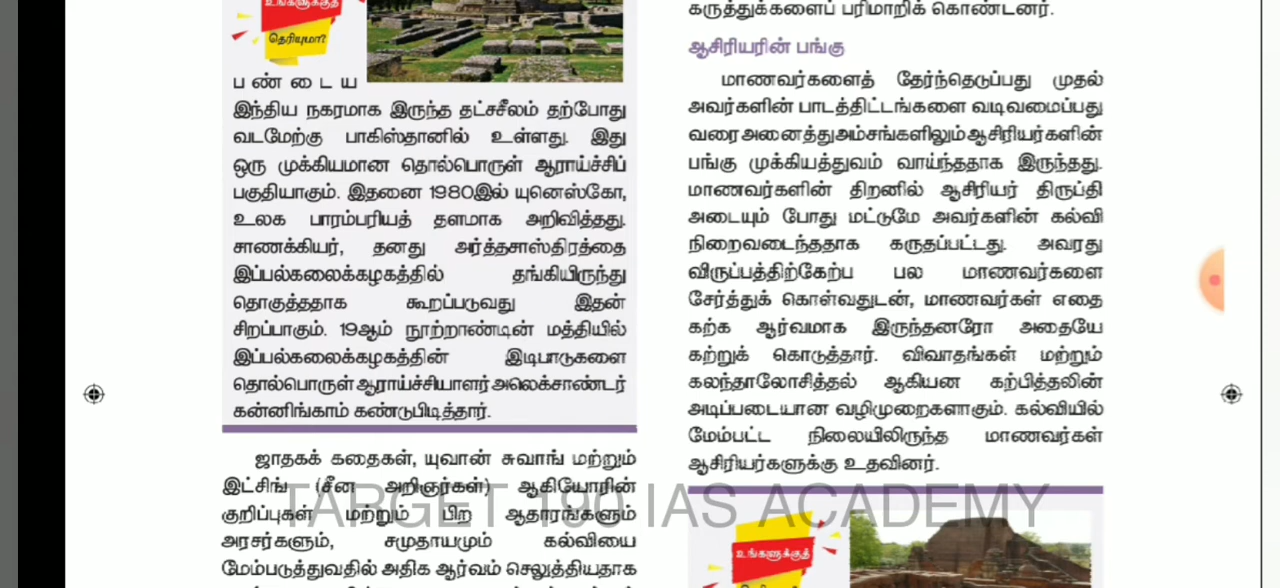 உங்களுக்குத்
தெரியுமா?
பண்டைய
இந்திய நகரமாக இருந்த தட்சசீலம் தற்போது
வடமேற்கு பாகிஸ்தானில் உள்ளது. இது
ஒரு முக்கியமான தொல்பொருள் ஆராய்ச்சிப்
பகுதியாகும். இதனை 1980இல் யுனெஸ்கோ,
உலக பாரம்பரியத் தளமாக அறிவித்தது.
சாணக்கியர், தனது அர்த்தசாஸ்திரத்தை
இப்பல்கலைக்கழகத்தில் தங்கியிருந்து
தொகுத்ததாக கூறப்படுவது இதன்
சிறப்பாகும். 19ஆம் நூற்றாண்டின் மத்தியில்
இப்பல்கலைக்கழகத்தின் இடிபாடுகளை
தொல்பொருள் ஆராய்ச்சியாளர் அலெக்சாண்டர்
கன்னிங்காம் கண்டுபிடித்தார்.
ஜாதகக் கதைகள், யுவான் சுவாங் மற்றும்
இட்சிங் (சீன அறிஞர்கள்) ஆகியோரின்
குறிப்புகள் மற்றும் பிற ஆதாரங்களும்
அரசர்களும், சமுதாயமும் கல்வியை
மேம்படுத்துவதில் அதிக ஆர்வம் செலுத்தியதாக
கருத்துக்களைப் பரிமாறிக் கொண்டனர்.
ஆசிரியரின் பங்கு
மாணவர்களைத் தேர்ந்தெடுப்பது முதல்
அவர்களின் பாடத்திட்டங்களை வடிவமைப்பது
வரை அனைத்து அம்சங்களிலும் ஆசிரியர்களின்
பங்கு முக்கியத்துவம் வாய்ந்ததாக இருந்தது.
மாணவர்களின் திறனில் ஆசிரியர் திருப்தி
அடையும் போது மட்டுமே அவர்களின் கல்வி
நிறைவடைந்ததாக கருதப்பட்டது. அவரது
விருப்பத்திற்கேற்ப பல மாணவர்களை
சேர்த்துக் கொள்வதுடன், மாணவர்கள் எதை
கற்க ஆர்வமாக இருந்தனரோ அதையே
கற்றுக் கொடுத்தார். விவாதங்கள் மற்றும்
கலந்தாலோசித்தல் ஆகியன கற்பித்தலின்
அடிப்படையான வழிமுறைகளாகும். கல்வியில்
மேம்பட்ட நிலையிலிருந்த மாணவர்கள்
ஆசிரியர்களுக்கு உதவினர்.
TARGET 190 IAS ACADEMY
உங்களுக்குத்